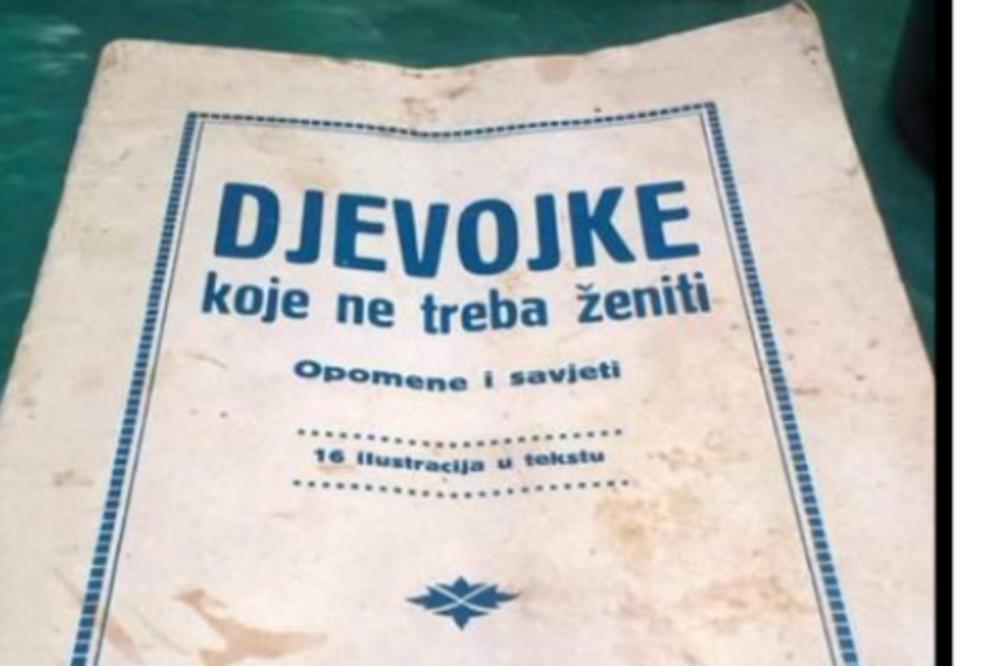 DJEVOJKE
koje ne treba ženiti
Opomene i savjeti
16 ilustracija u tekstu